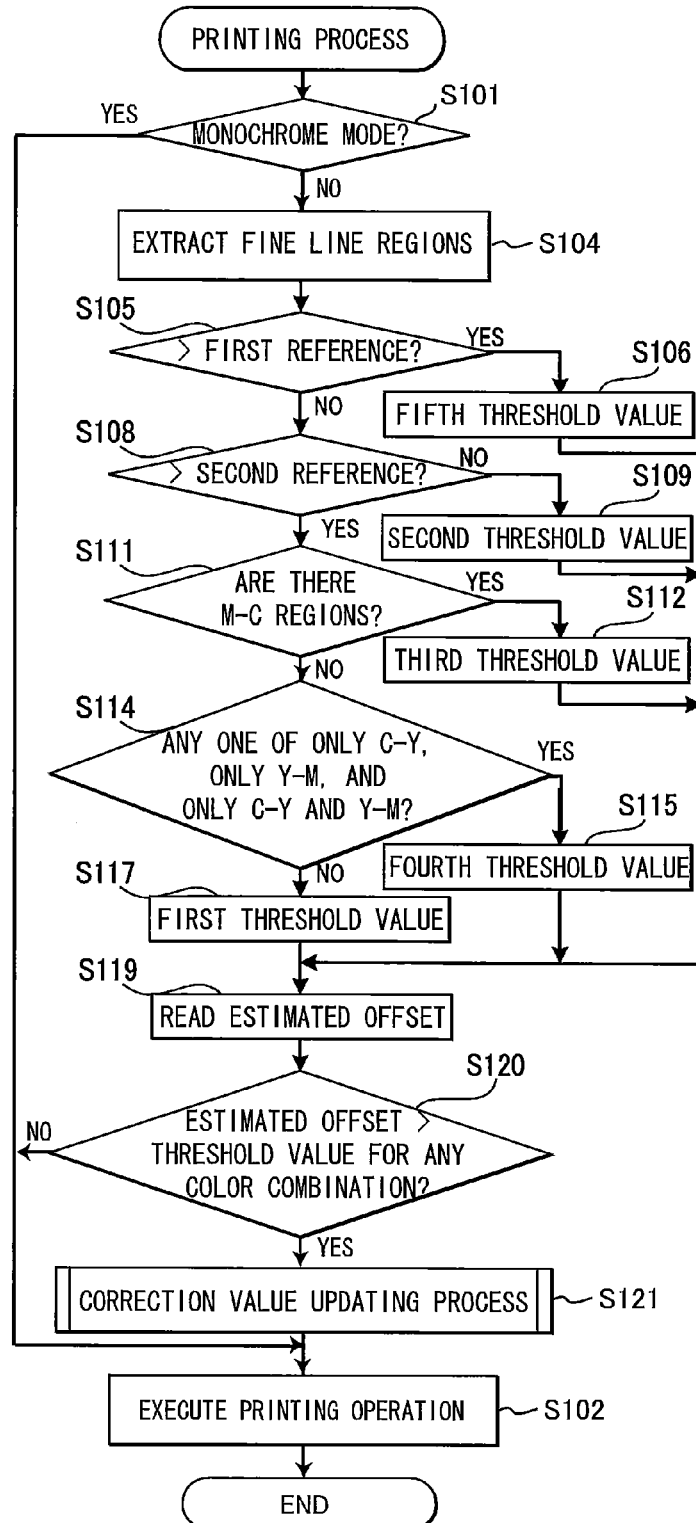 PRINTING PROCESS
S101
YES
MONOCHROME MODE?
NO
EXTRACT FINE LINE REGIONS
S104
S105
> FIRST REFERENCE?
YES
S106
FIFTH THRESHOLD VALUE
NO
S108
> SECOND REFERENCE?
NO
S109
SECOND THRESHOLD VALUE
YES
S111
ARE THERE
M-C REGIONS?
YES
S112
THIRD THRESHOLD VALUE
NO
S114
ANY ONE OF ONLY C-Y,
ONLY Y-M, AND
ONLY C-Y AND Y-M?
YES
S115
FOURTH THRESHOLD VALUE
NO
S117
FIRST THRESHOLD VALUE
S119
READ ESTIMATED OFFSET
S120
ESTIMATED OFFSET >
THRESHOLD VALUE FOR ANY
COLOR COMBINATION?
NO
YES
CORRECTION VALUE UPDATING PROCESS
S121
EXECUTE PRINTING OPERATION
S102
END